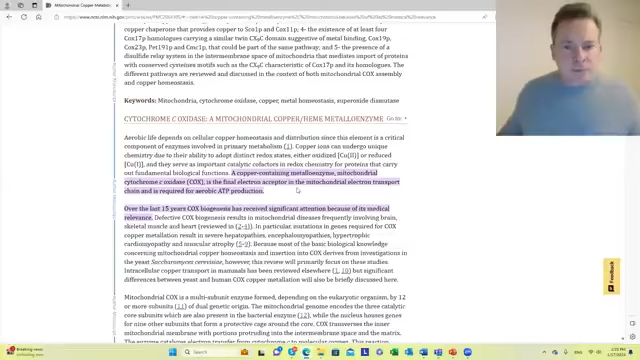 Mitochondrial Copper Metabolism
copper chaperone that provides copper to Sco1p and Cox11p; 4- the existence of at least four
Cox17p homologues carrying a similar twin CX9C domain suggestive of metal binding, Cox19p,
Cox23p, Pet191p and Cmc1p, that could be part of the same pathway; and 5- the presence of a
disulfide relay system in the intermembrane space of mitochondria that mediates import of proteins
with conserved cysteines motifs such as the CX9C characteristic of Cox17p and its homologues. The
different pathways are reviewed and discussed in the context of both mitochondrial COX assembly
and copper homeostasis.
Keywords: Mitochondria, cytochrome oxidase, copper, metal homeostasis, superoxide dismutase
CYTOCHROME C OXIDASE: A MITOCHONDRIAL COPPER/HEME METALLOENZYME Go to:
Aerobic life depends on cellular copper homeostasis and distribution since this element is a critical
component of enzymes involved in primary metabolism (1). Copper ions can undergo unique
chemistry due to their ability to adopt distinct redox states, either oxidized [Cu(II)] or reduced
[Cu(I)], and they serve as important catalytic cofactors in redox chemistry for proteins that carry
out fundamental biological functions. A copper-containing metalloenzyme, mitochondrial
cytochrome c oxidase (COX), is the final electron acceptor in the mitochondrial electron transport
chain and is required for aerobic ATP production.
Over the last 15 years COX biogenesis has received significant attention because of its medical
relevance. Defective COX biogenesis results in mitochondrial diseases frequently involving brain,
skeletal muscle and heart (reviewed in (2-4)). In particular, mutations in genes required for COX
copper metallation result in severe hepatopathies, encephalomyopathies, hypertrophic
cardiomyopathy and muscular atrophy (5-9). Because most of the basic biological knowledge
concerning mitochondrial copper homeostasis and insertion into COX derives from investigations in
the yeast Saccharomyces cerevisiae, however, this review will primarily focus on these studies.
Intracellular copper transport in mammals has been reviewed elsewhere (1, 10) but significant
differences between yeast and human COX copper metallation will also be briefly discussed here.
Mitochondrial COX is a multi-subunit enzyme formed, depending on the eukaryotic organism, by 12
or more subunits (11) of dual genetic origin. The mitochondrial genome encodes the three catalytic
core subunits which are also present in the bacterial enzyme (12), while the nucleus houses genes
for nine other subunits that form a protective cage around the core. COX transverses the inner
mitochondrial membrane with portions protruding into the intermembrane space and the matrix.
The enzyme catalyzes electron transfer from cytochrome c to molecular oxygen. This reaction
Feedback
Breaking news
Search